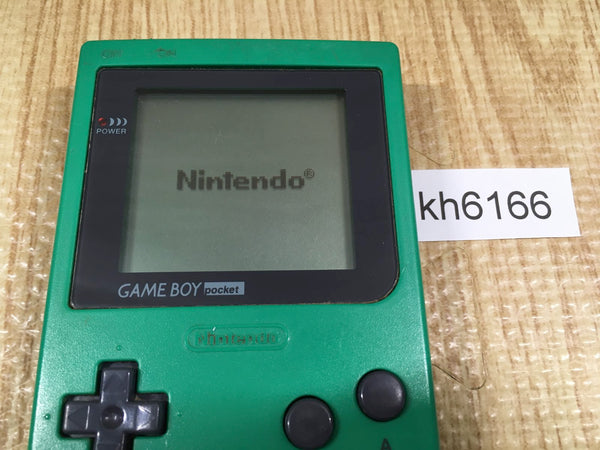 POWER
Nintendo®
kh6166
GAME BOY pocket
Nintendo
A